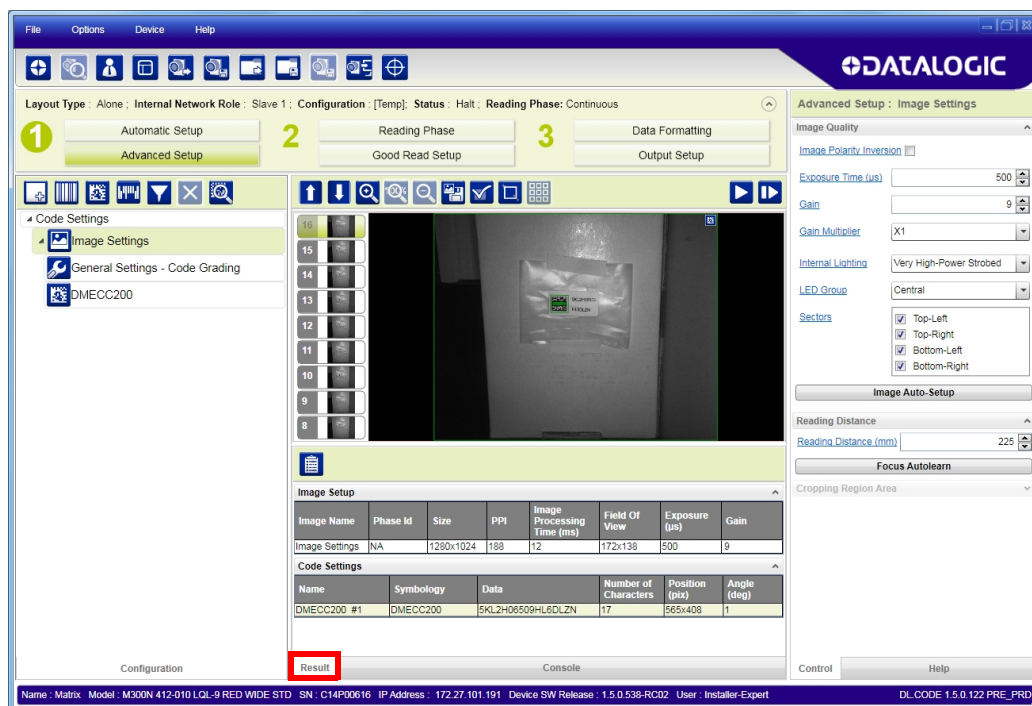 File Options Device Help
DATALOGIC
Layout Type : Alone ; Internal Network Role : Slave 1 ; Configuration : [Temp]; Status : Halt ; Reading Phase: Continuous
1 Automatic Setup
Advanced Setup
2 Reading Phase
Good Read Setup
3 Data Formatting
Output Setup
Code Settings
Image Settings
General Settings - Code Grading
DMECC200
Configuration
16
15
14
13
12
11
10
9
8
Image Setup
Image Name Phase Id Size PPI Image Processing Time (ms) Field Of View Exposure (µs) Gain
Image Settings NA 1280x1024 188 12 172x138 500 9
Code Settings
Name Symbology Data Number of Characters Position (pix) Angle (deg)
DMECC200 #1 DMECC200 5KL2H06509HL6DLZN 17 565x408 1
Result Console
Advanced Setup : Image Settings
Image Quality
Image Polarity Inversion
Exposure Time (µs) 500
Gain 9
Gain Multiplier X1
Internal Lighting Very High-Power Strobed
LED Group Central
Sectors Top-Left
Top-Right
Bottom-Left
Bottom-Right
Image Auto-Setup
Reading Distance
Reading Distance (mm) 225
Focus Autolearn
Cropping Region Area
Control Help
Name : Matrix Model : M300N 412-010 LQL-9 RED WIDE STD SN : C14P00616 IP Address : 172.27.101.191 Device SW Release : 1.5.0.538-RC02 User : Installer-Expert DL.CODE 1.5.0.122 PRE_PRD